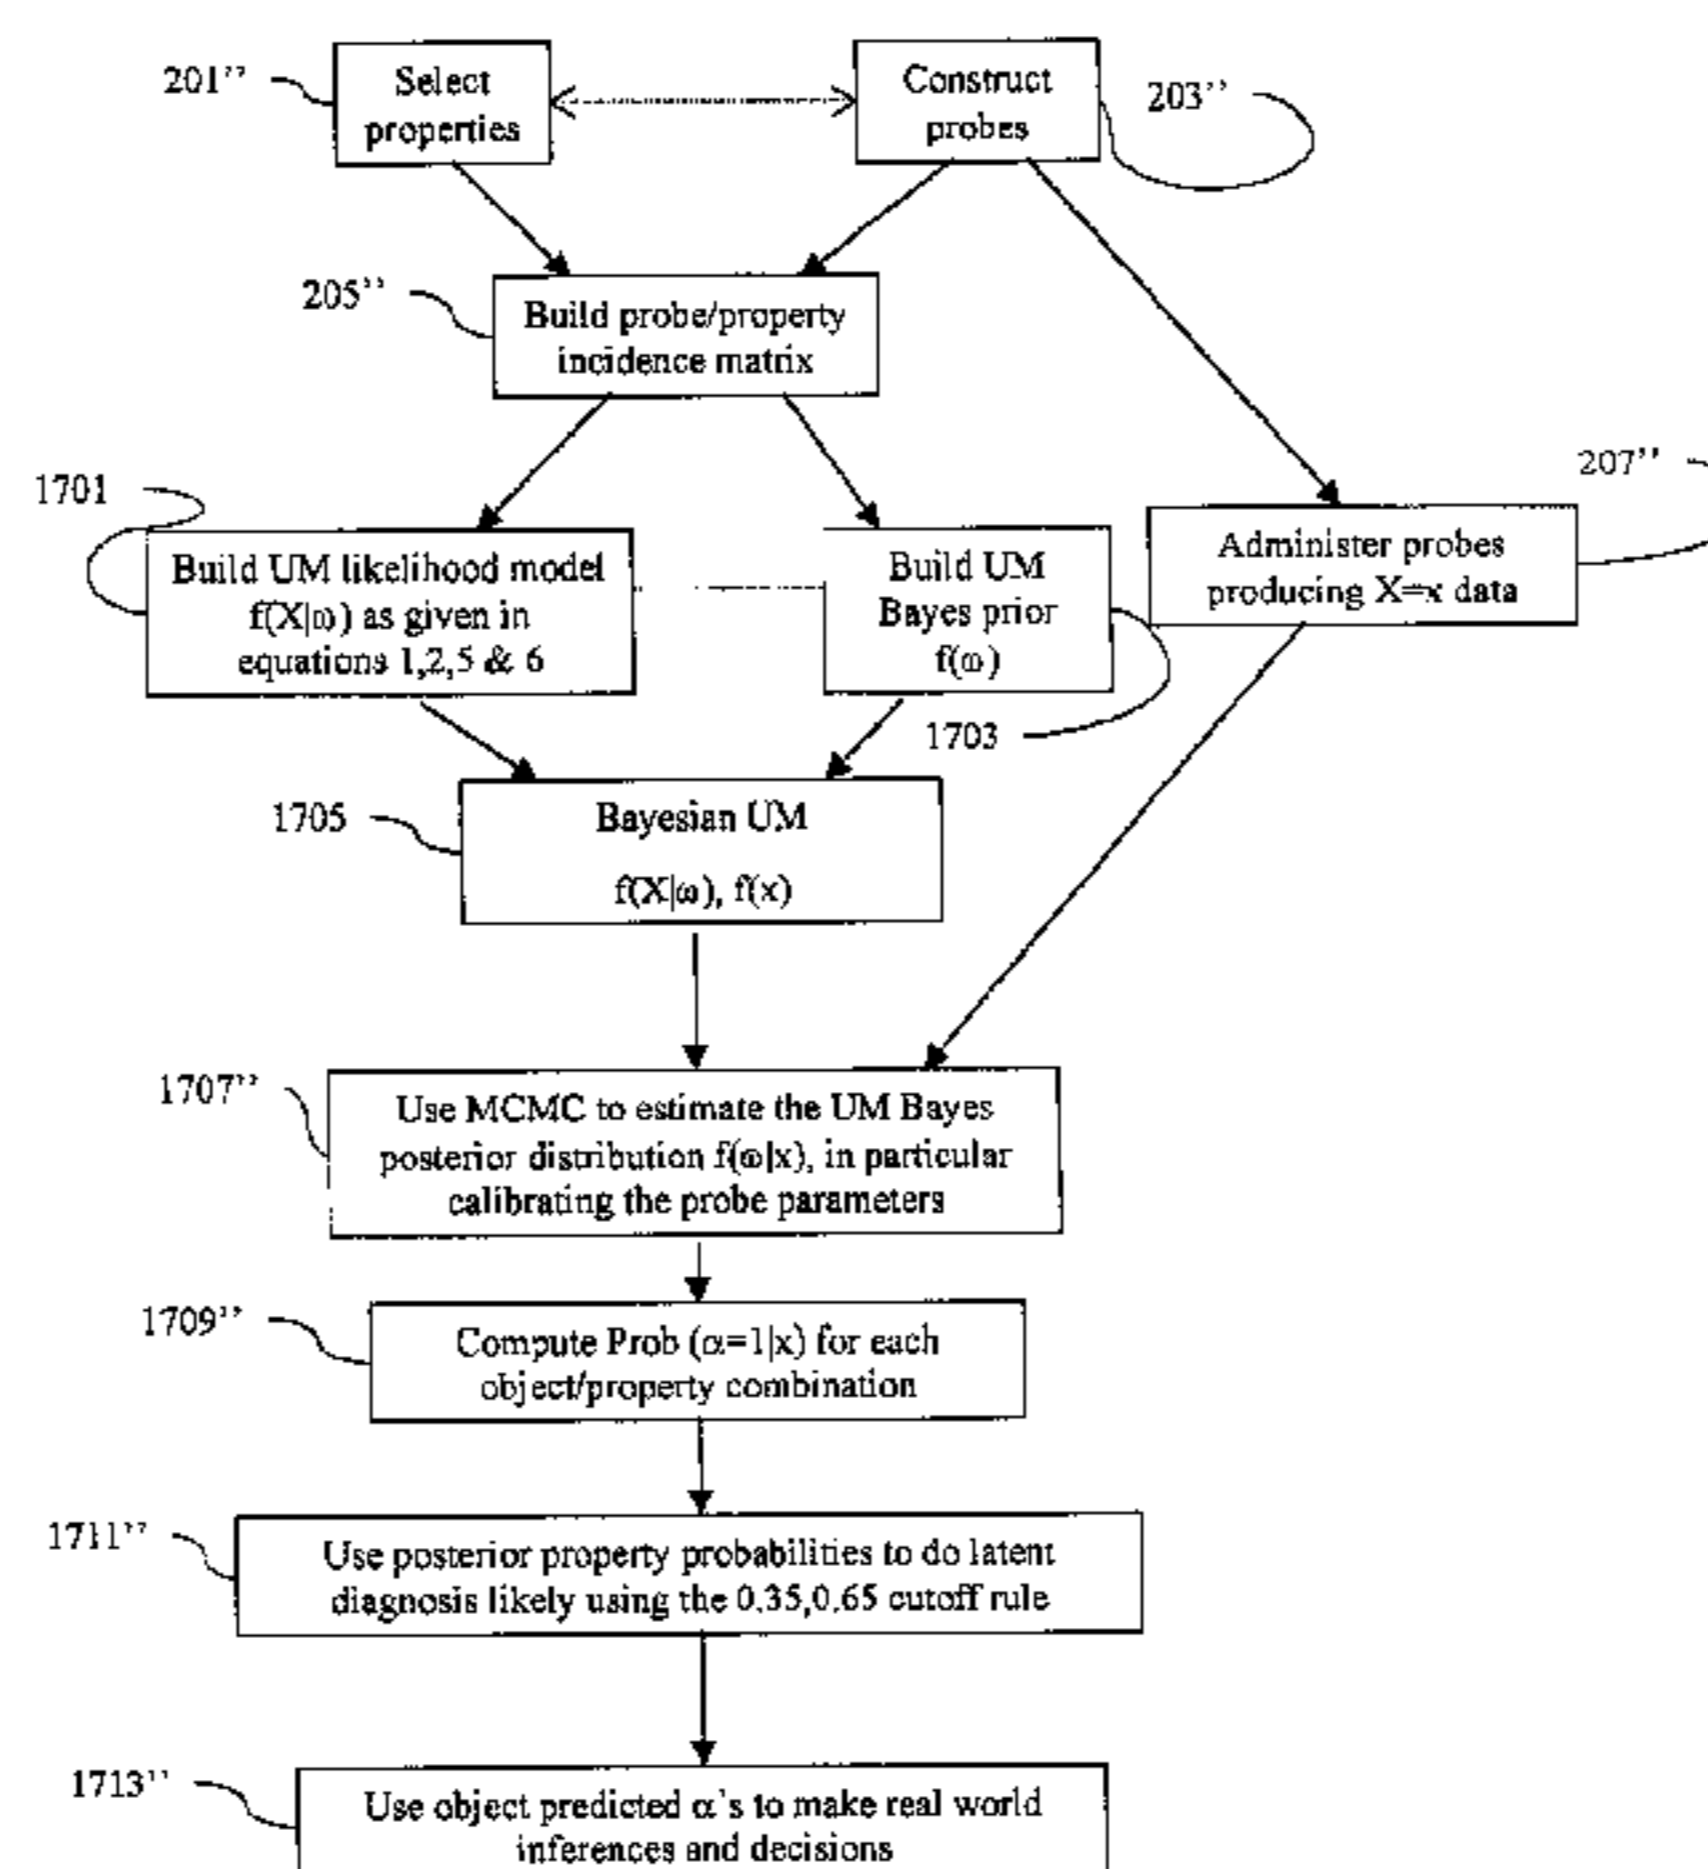 201’’
Select
properties
Construct
probes
203’’
205’’
Build probe/property
incidence matrix
1701
Build UM likelihood model
f(X|ω) as given in
equations 1,2,5 & 6
Build UM
Bayes prior
f(ω)
1703
207’’
Administer probes
producing X=x data
1705
Bayesian UM
f(X|ω), f(x)
1707’’
Use MCMC to estimate the UM Bayes
posterior distribution f(ω|x), in particular
calibrating the probe parameters
1709’’
Compute Prob (α=1|x) for each
object/property combination
1711’’
Use posterior property probabilities to do latent
diagnosis likely using the 0.35,0.65 cutoff rule
1713’’
Use object predicted α’s to make real world
inferences and decisions